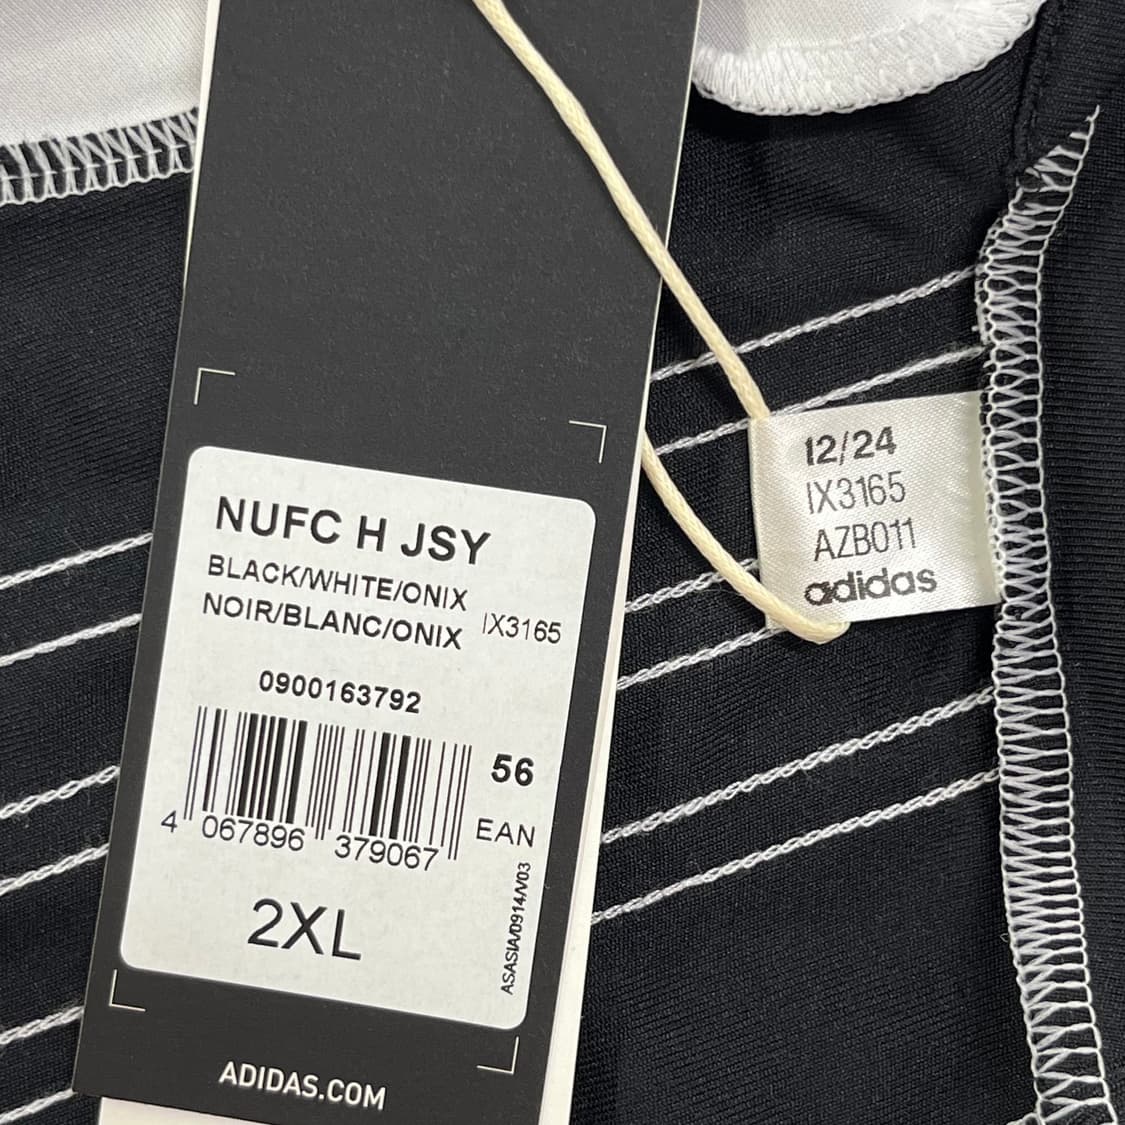 NUFC H JSY
BLACK/WHITE/ONIX
NOIR/BLANC/ONIX IX3165
0900163792
56
4 067896 379067 EAN
ASASIA/0914/V03
2XL
ADIDAS.COM
12/24
IX3165
AZB011
adidas